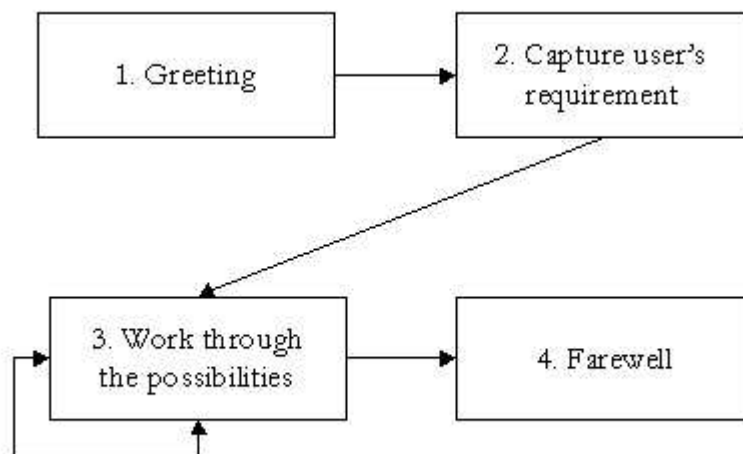 1. Greeting
2. Capture user’s
requirement
3. Work through
the possibilities
4. Farewell